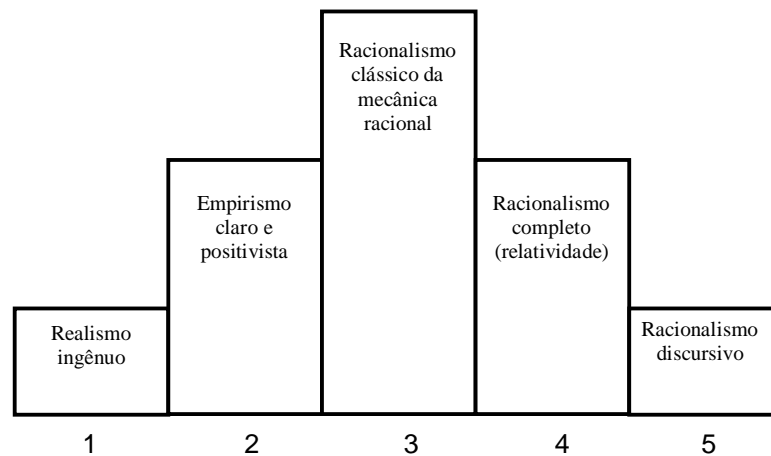 Racionalismo
clássico da
mecânica
racional
Empirismo
claro e
positivista
Racionalismo
completo
(relatividade)
Realismo
ingênuo
Racionalismo
discursivo
1
2
3
4
5